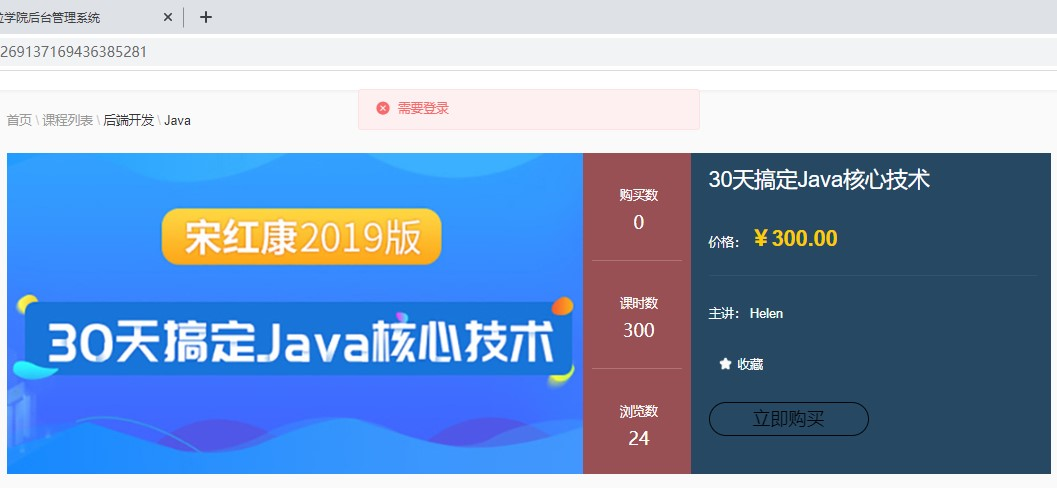 学院后台管理系统
269137169436385281
需要登录
首页 \ 课程列表 \ 后端开发 \ Java
宋红康2019版
30天搞定Java核心技术
购买数
0
课时数
300
浏览数
24
30天搞定Java核心技术
价格: ¥ 300.00
主讲: Helen
收藏
立即购买